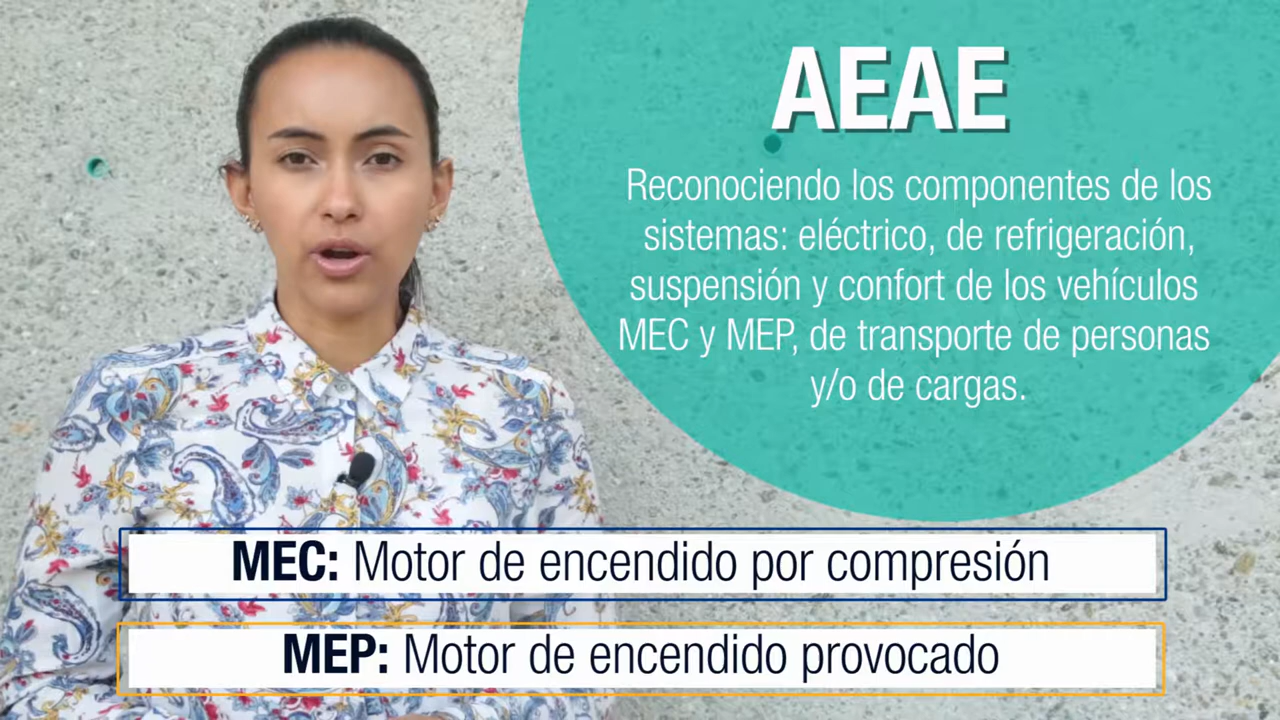 AEAE
Reconociendo los componentes de los
sistemas: eléctrico, de refrigeración,
suspensión y confort de los vehículos
MEC y MEP, de transporte de personas
y/o de cargas.
MEC: Motor de encendido por compresión
MEP: Motor de encendido provocado